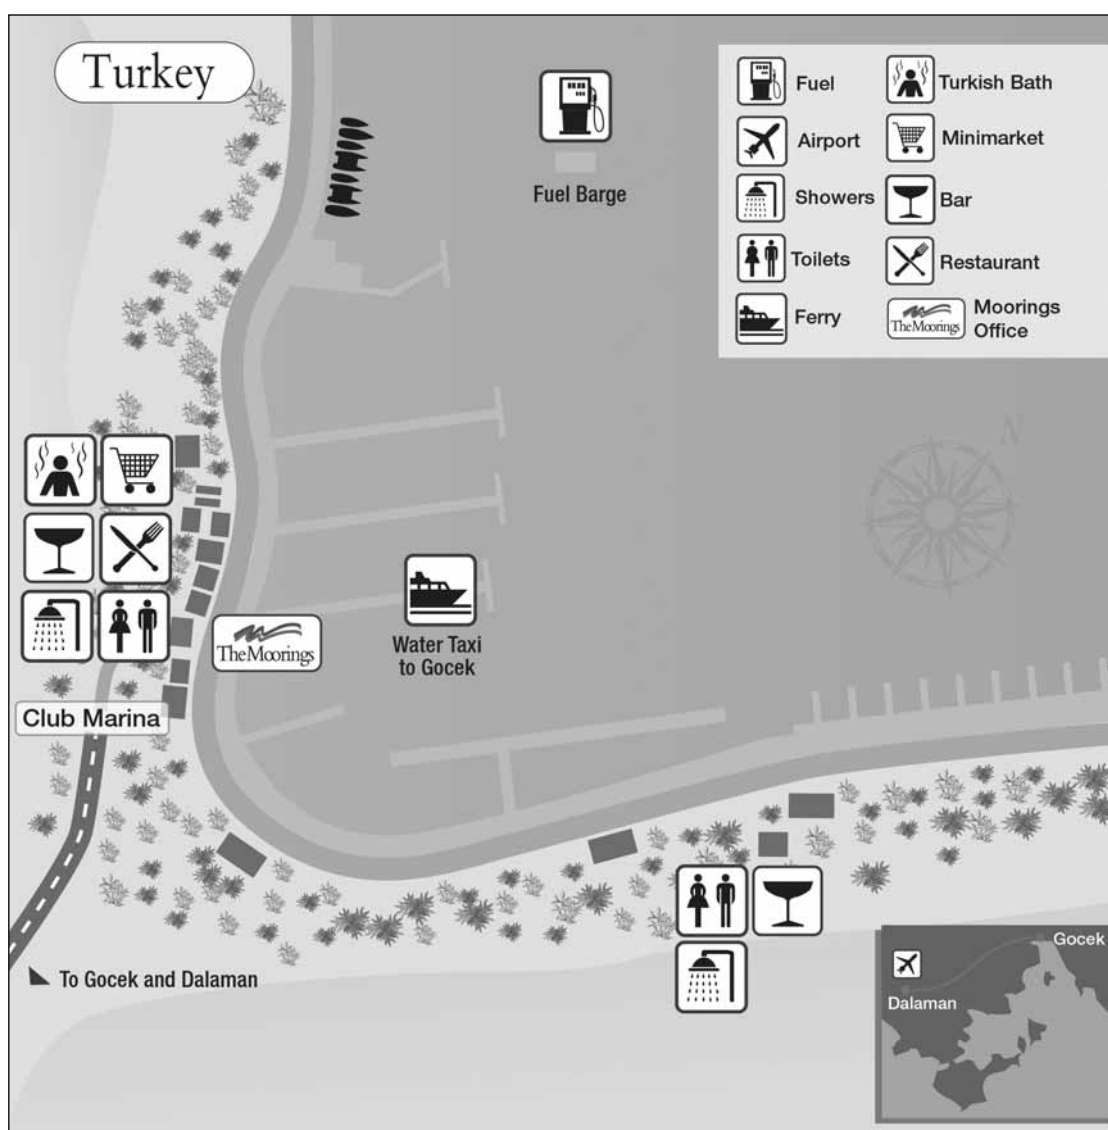 Turkey
Fuel
Turkish Bath
Airport
Minimarket
Showers
Bar
Toilets
Restaurant
Ferry
The Moorings
Moorings
Office
Fuel Barge
N
The Moorings
Water Taxi
to Gocek
Club Marina
To Gocek and Dalaman
Gocek
Dalaman